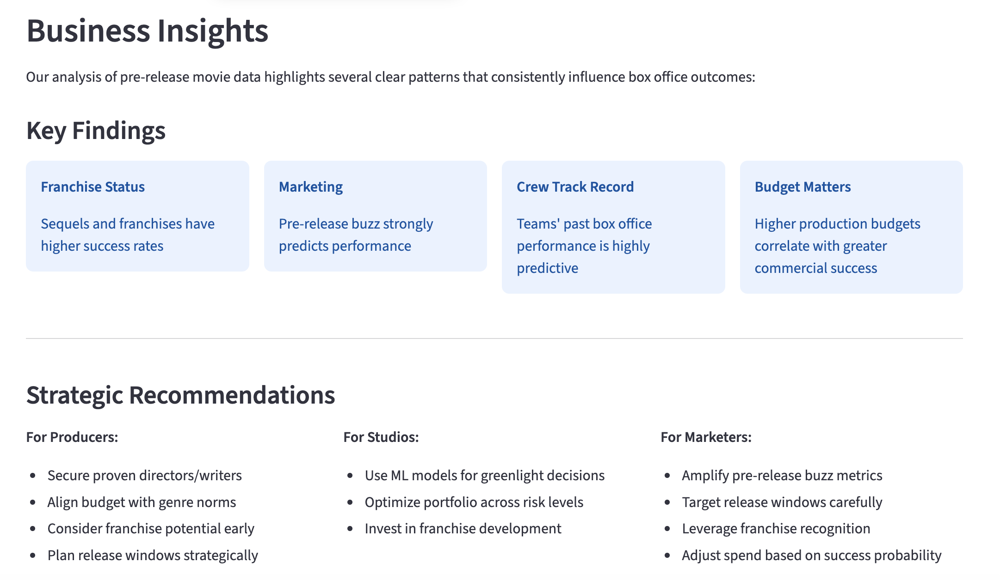 Business Insights
Our analysis of pre-release movie data highlights several clear patterns that consistently influence box office outcomes:
Key Findings
Franchise Status
Sequels and franchises have
higher success rates
Marketing
Pre-release buzz strongly
predicts performance
Crew Track Record
Teams' past box office
performance is highly
predictive
Budget Matters
Higher production budgets
correlate with greater
commercial success
Strategic Recommendations
For Producers:
• Secure proven directors/writers
• Align budget with genre norms
• Consider franchise potential early
• Plan release windows strategically
For Studios:
• Use ML models for greenlight decisions
• Optimize portfolio across risk levels
• Invest in franchise development
For Marketers:
• Amplify pre-release buzz metrics
• Target release windows carefully
• Leverage franchise recognition
• Adjust spend based on success probability